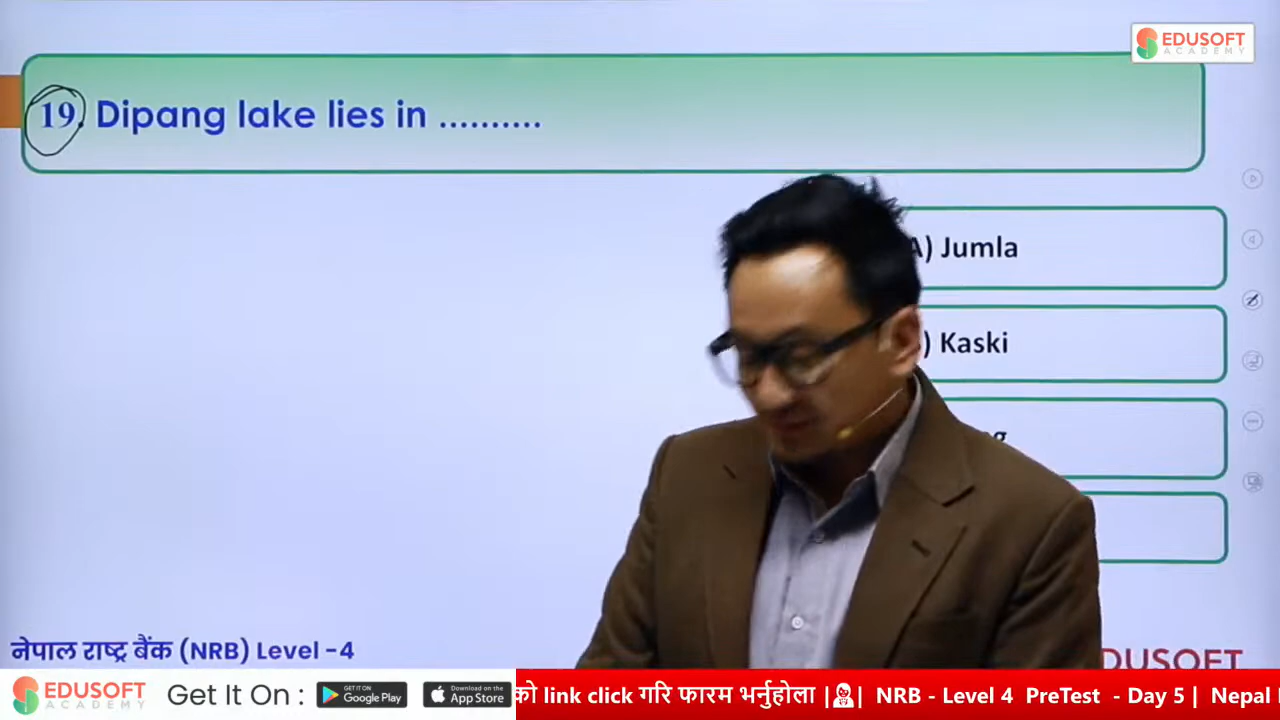 EDUSOFT
ACADEMY
19. Dipang lake lies in ..........
A) Jumla
) Kaski
नेपाल राष्ट्र बैंक (NRB) Level -4
DUSOFT
EDUSOFT
ACADEMY
Get It On :
GET IT ON
Google Play
Download on the
App Store
को link click गरि फारम भर्नुहोला | | NRB - Level 4 PreTest - Day 5 | Nepal